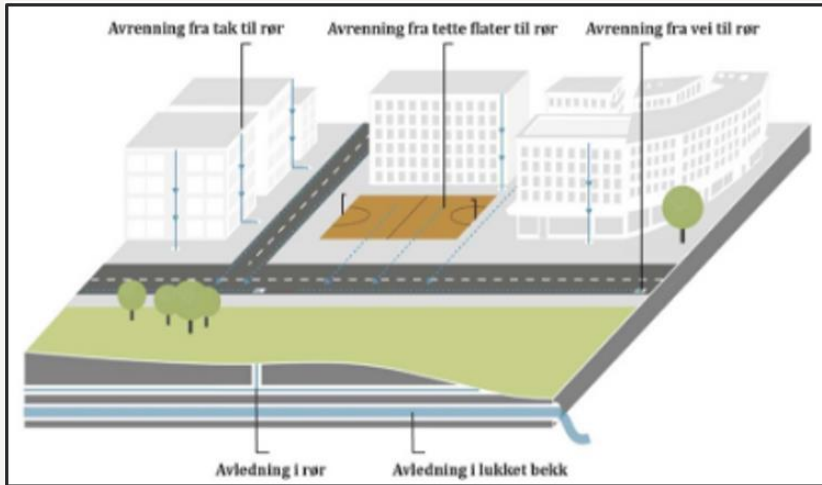 Avrenning fra tak til rør
Avrenning fra tette flater til rør
Avrenning fra vei til rør
Avledning i rør
Avledning i lukket bekk